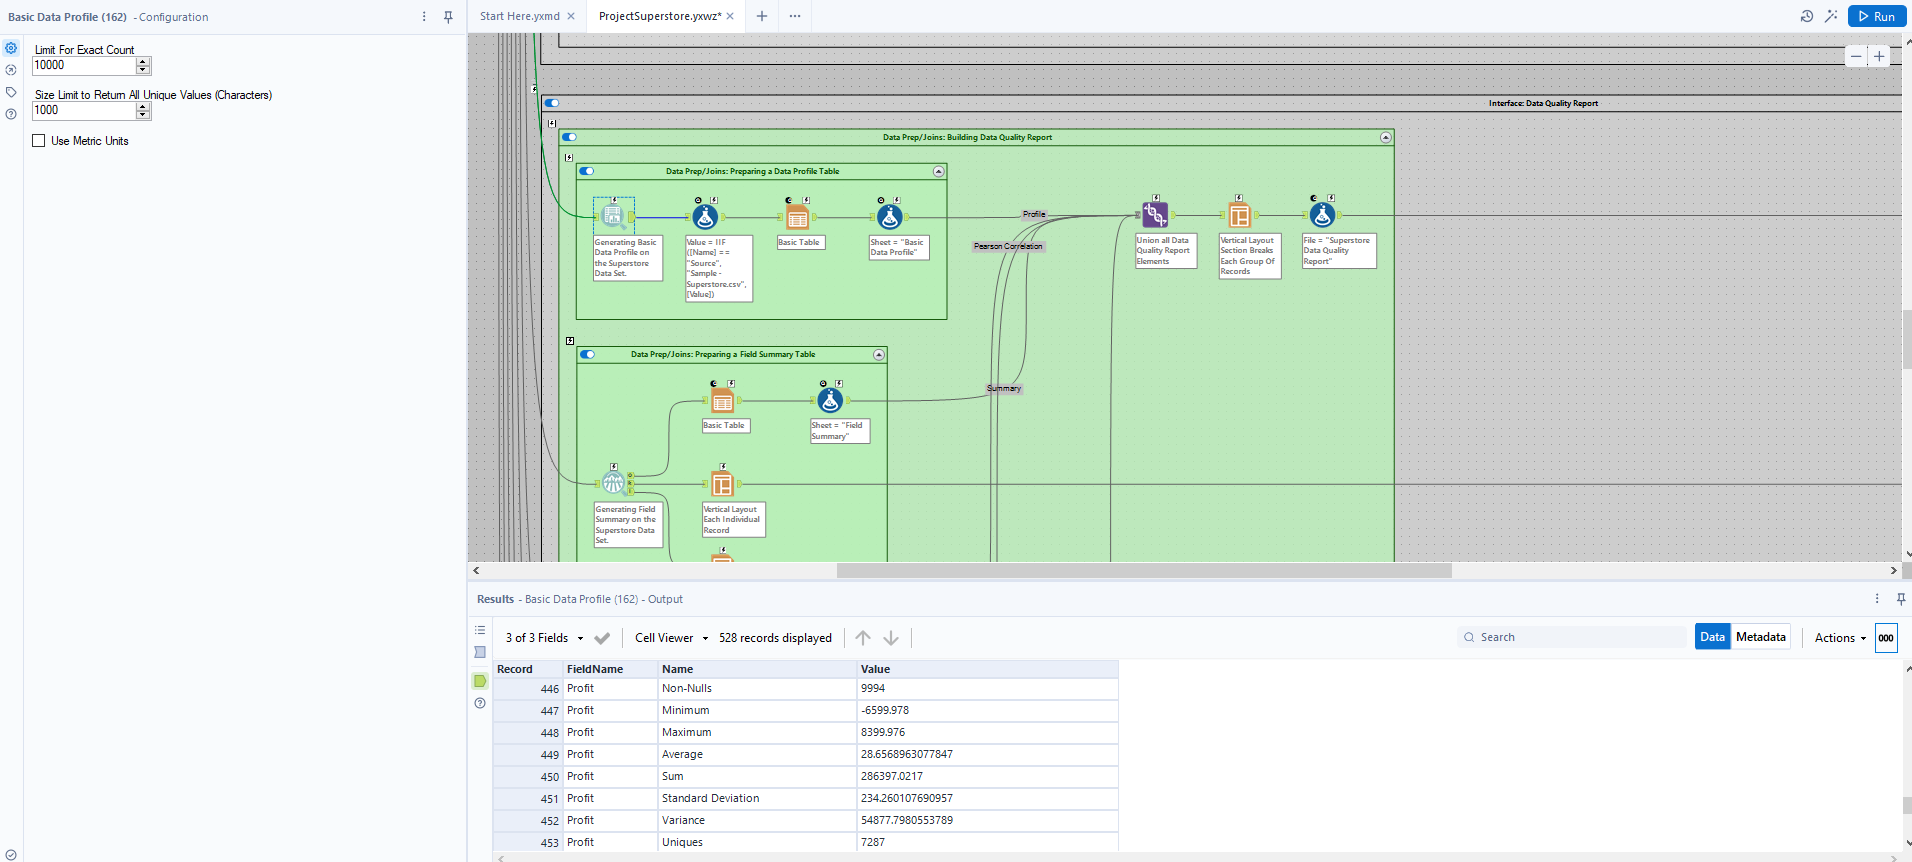 Basic Data Profile (162) - Configuration
Limit For Exact Count
10000
Size Limit to Return All Unique Values (Characters)
1000
Use Metric Units
Start Here.yxmd
ProjectSuperstore.yxwz*
Run
Interface: Data Quality Report
Data Prep/Joins: Building Data Quality Report
Data Prep/Joins: Preparing a Data Profile Table
Generating Basic
Data Profile on
the Superstore
Data Set.
Value = IIF
([Name] ==
"Source",
"Sample -
Superstore.csv",
[Value])
Basic Table
Sheet = "Basic
Data Profile"
Profile
Pearson Correlation
Union all Data
Quality Report
Elements
Vertical Layout
Section Breaks
Each Group Of
Records
File = "Superstore
Data Quality
Report"
Data Prep/Joins: Preparing a Field Summary Table
Basic Table
Sheet = "Field
Summary"
Summary
Generating Field
Summary on the
Superstore Data
Set.
Vertical Layout
Each Individual
Record
Results - Basic Data Profile (162) - Output
3 of 3 Fields
Cell Viewer
528 records displayed
Search
Data
Metadata
Actions
000
Record FieldName Name Value
446 Profit Non-Nulls 9994
447 Profit Minimum -6599.978
448 Profit Maximum 8399.976
449 Profit Average 28.6568963077847
450 Profit Sum 286397.0217
451 Profit Standard Deviation 234.260107690957
452 Profit Variance 54877.7980553789
453 Profit Uniques 7287